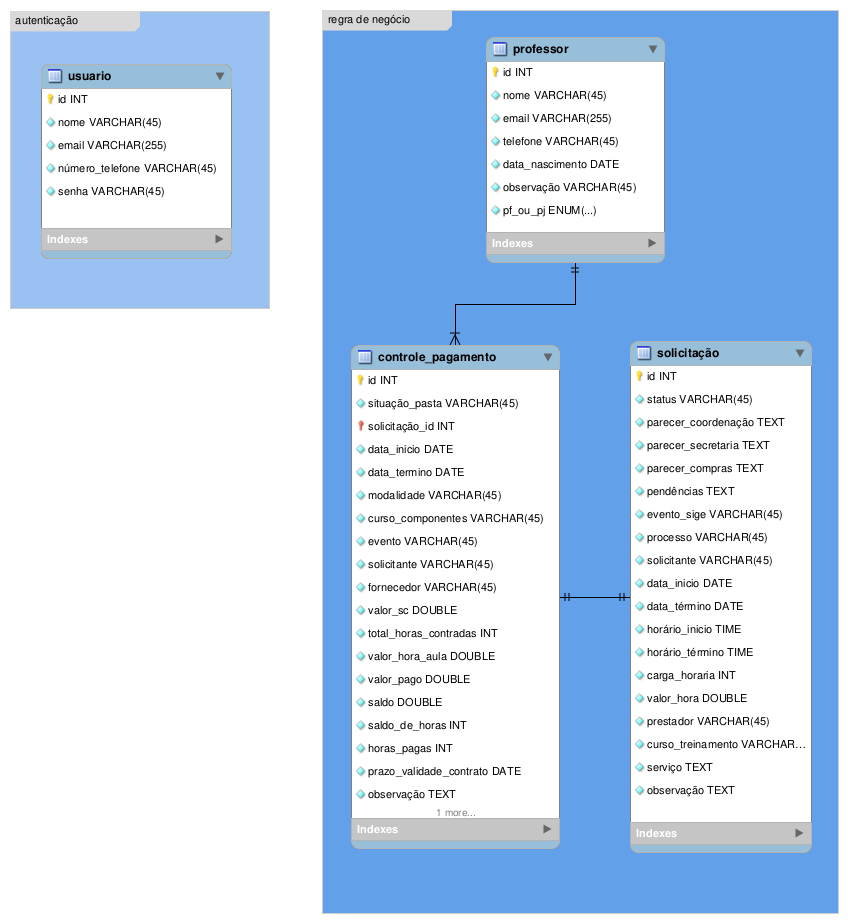 autenticação
usuario
id INT
nome VARCHAR(45)
email VARCHAR(255)
número_telefone VARCHAR(45)
senha VARCHAR(45)
Indexes
regra de negócio
professor
id INT
nome VARCHAR(45)
email VARCHAR(255)
telefone VARCHAR(45)
data_nascimento DATE
observação VARCHAR(45)
pf_ou_pj ENUM(...)
Indexes
controle_pagamento
id INT
situação_pasta VARCHAR(45)
solicitação_id INT
data_inicio DATE
data_termino DATE
modalidade VARCHAR(45)
curso_componentes VARCHAR(45)
evento VARCHAR(45)
solicitante VARCHAR(45)
fornecedor VARCHAR(45)
valor_sc DOUBLE
total_horas_contradas INT
valor_hora_aula DOUBLE
valor_pago DOUBLE
saldo DOUBLE
saldo_de_horas INT
horas_pagas INT
prazo_validade_contrato DATE
observação TEXT
1 more...
Indexes
solicitação
id INT
status VARCHAR(45)
parecer_coordenação TEXT
parecer_secretaria TEXT
parecer_compras TEXT
pendências TEXT
evento_sige VARCHAR(45)
processo VARCHAR(45)
solicitante VARCHAR(45)
data_inicio DATE
data_término DATE
horário_inicio TIME
horário_término TIME
carga_horaria INT
valor_hora DOUBLE
prestador VARCHAR(45)
curso_treinamento VARCHAR...
serviço TEXT
observação TEXT
Indexes